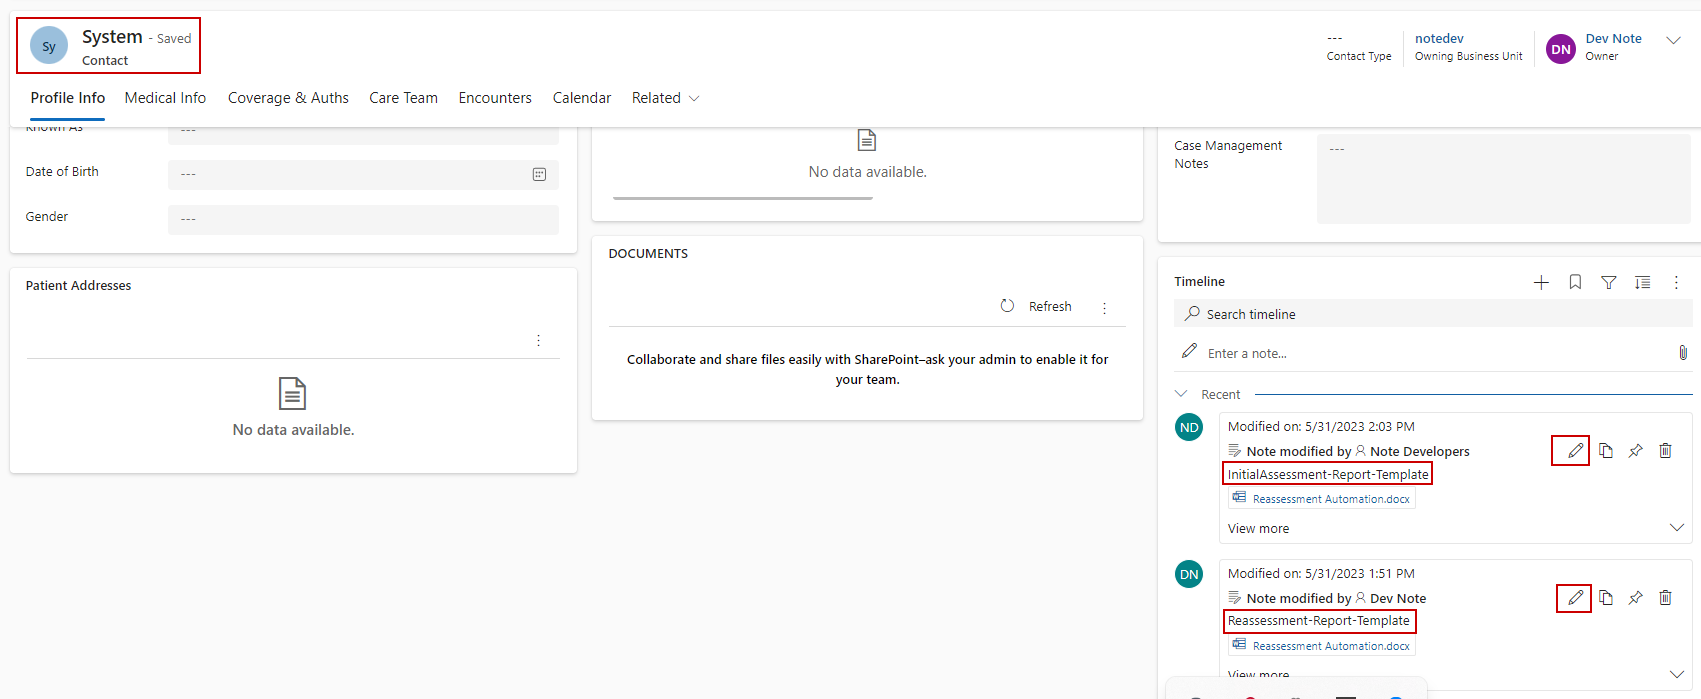 Sy
System - Saved
Contact
---
Contact Type
notedev
Owning Business Unit
DN
Dev Note
Owner
Profile Info
Medical Info
Coverage & Auths
Care Team
Encounters
Calendar
Related
Known As
---
Date of Birth
---
Gender
---
Patient Addresses
No data available.
No data available.
DOCUMENTS
Refresh
Collaborate and share files easily with SharePoint–ask your admin to enable it for
your team.
Case Management
Notes
---
Timeline
Search timeline
Enter a note...
Recent
ND
Modified on: 5/31/2023 2:03 PM
Note modified by Note Developers
InitialAssessment-Report-Template
Reassessment Automation.docx
View more
DN
Modified on: 5/31/2023 1:51 PM
Note modified by Dev Note
Reassessment-Report-Template
Reassessment Automation.docx
View more